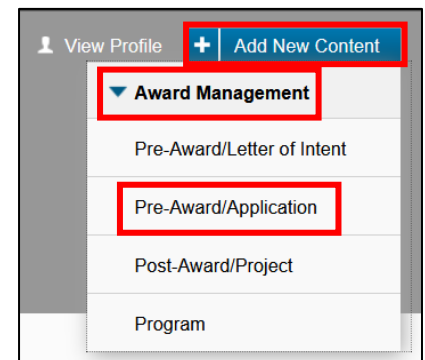 View Profile + Add New Content
Award Management
Pre-Award/Letter of Intent
Pre-Award/Application
Post-Award/Project
Program